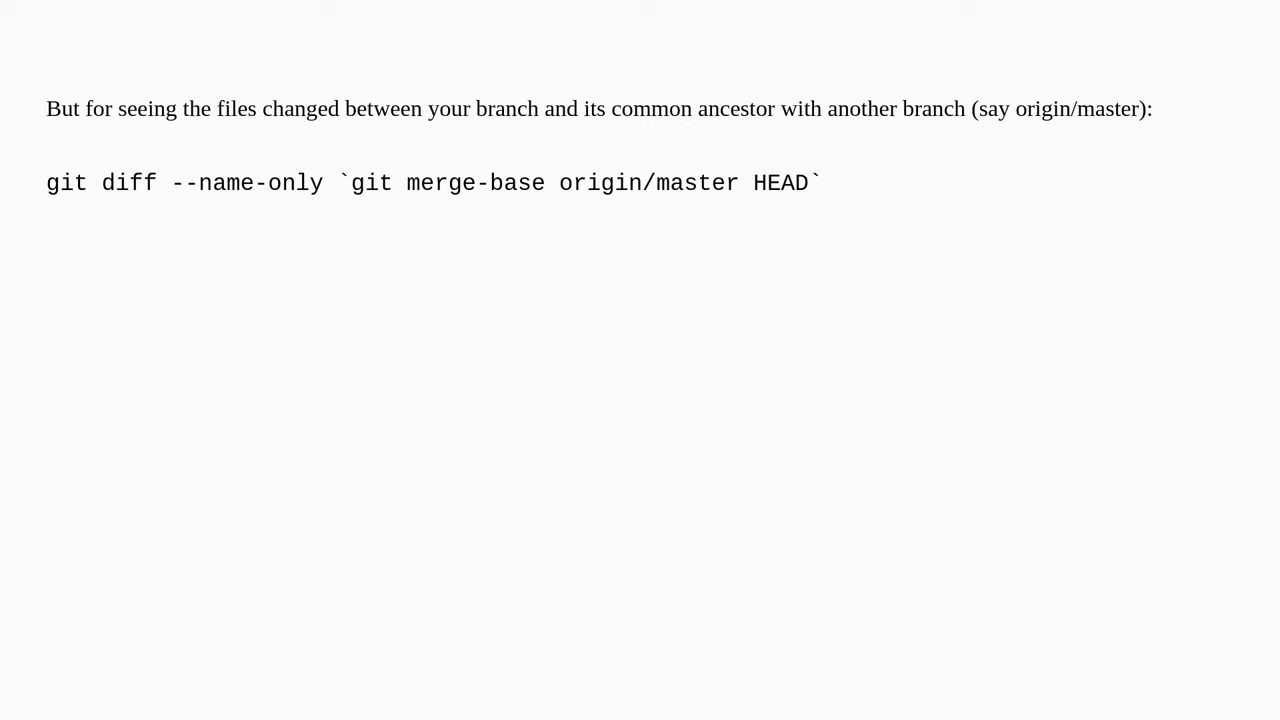 But for seeing the files changed between your branch and its common ancestor with another branch (say origin/master):
git diff --name-only `git merge-base origin/master HEAD`